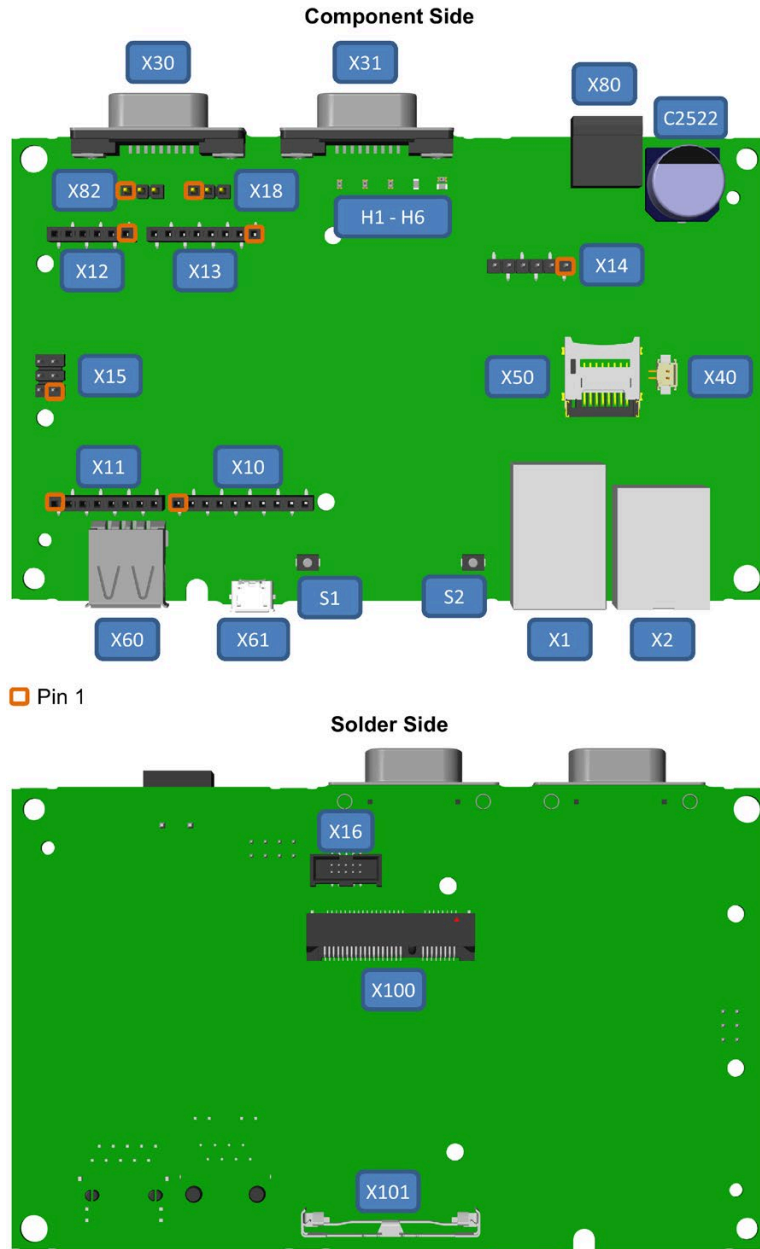 Component Side
X30 X31
X80
C2522
X82 X18
H1 - H6
X12 X13 X14
X15 X50 X40
X11 X10
S1 S2
X60 X61 X1 X2
Pin 1
Solder Side
X16
X100
X101